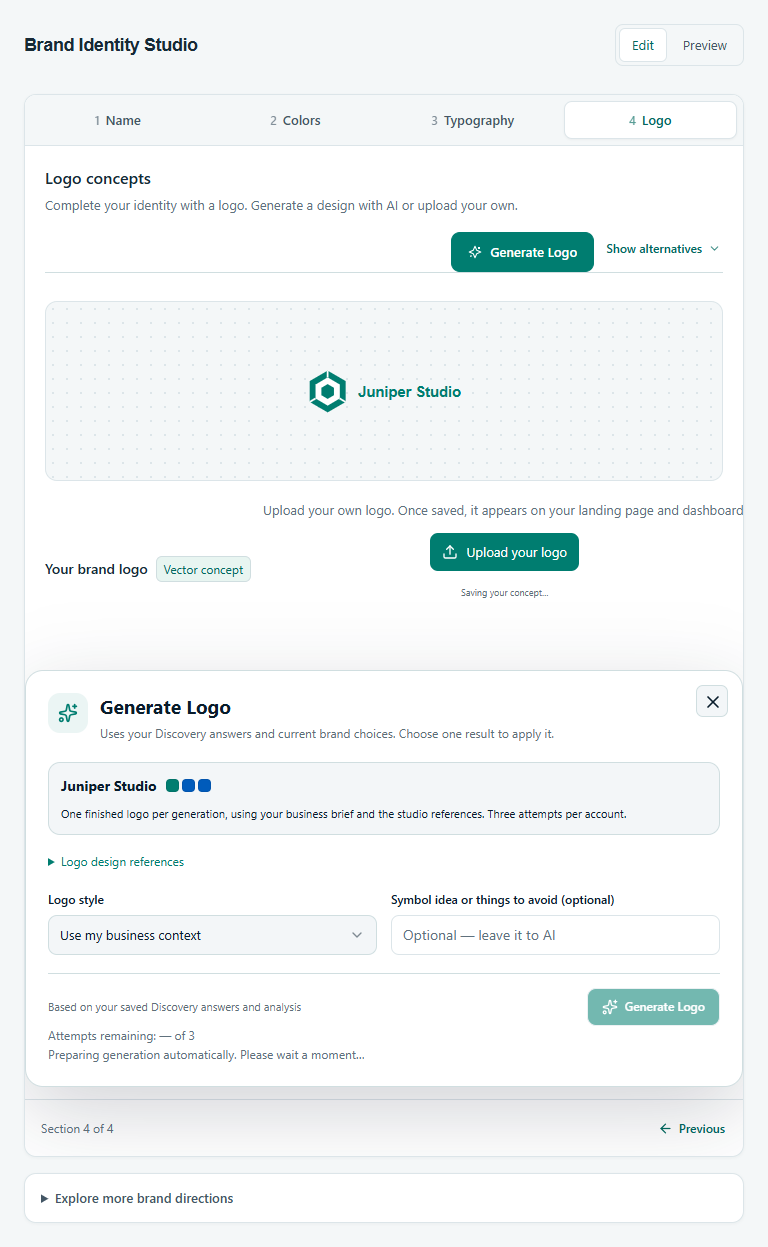 Brand Identity Studio
Edit
Preview
1 Name
2 Colors
3 Typography
4 Logo
Logo concepts
Complete your identity with a logo. Generate a design with AI or upload your own.
Generate Logo
Show alternatives
Juniper Studio
Upload your own logo. Once saved, it appears on your landing page and dashboard
Upload your logo
Your brand logo
Vector concept
Saving your concept...
Generate Logo
Uses your Discovery answers and current brand choices. Choose one result to apply it.
Juniper Studio
One finished logo per generation, using your business brief and the studio references. Three attempts per account.
Logo design references
Logo style
Symbol idea or things to avoid (optional)
Use my business context
Optional — leave it to AI
Based on your saved Discovery answers and analysis
Generate Logo
Attempts remaining: — of 3
Preparing generation automatically. Please wait a moment...
Section 4 of 4
Previous
Explore more brand directions